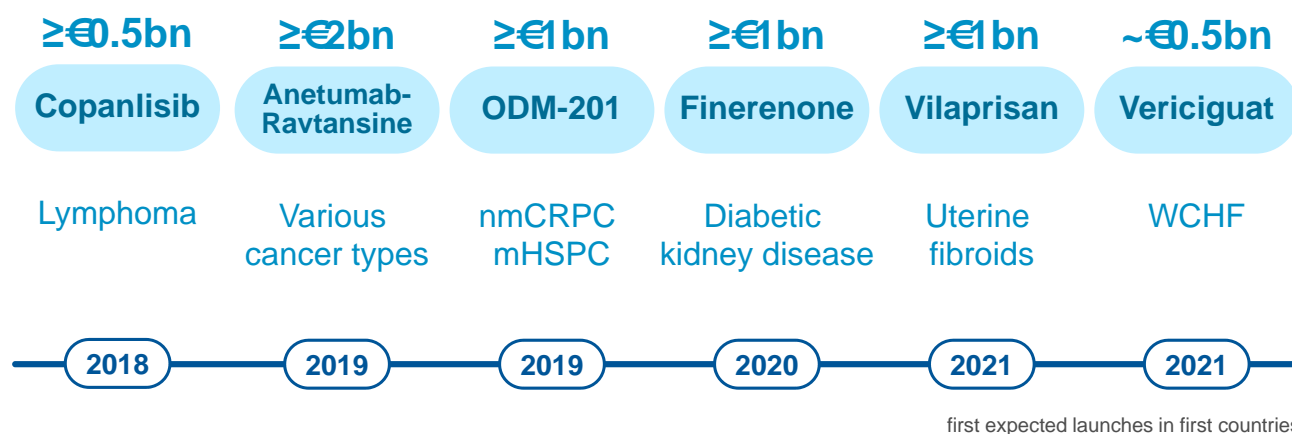 ≥€0.5bn ≥€2bn ≥€1bn ≥€1bn ≥€1bn ~€0.5bn
Copanlisib Anetumab-
Ravtansine ODM-201 Finerenone Vilaprisan Vericiguat
Lymphoma Various
cancer types nmCRPC
mHSPC Diabetic
kidney disease Uterine
fibroids WCHF
2018 2019 2019 2020 2021 2021
first expected launches in first countries